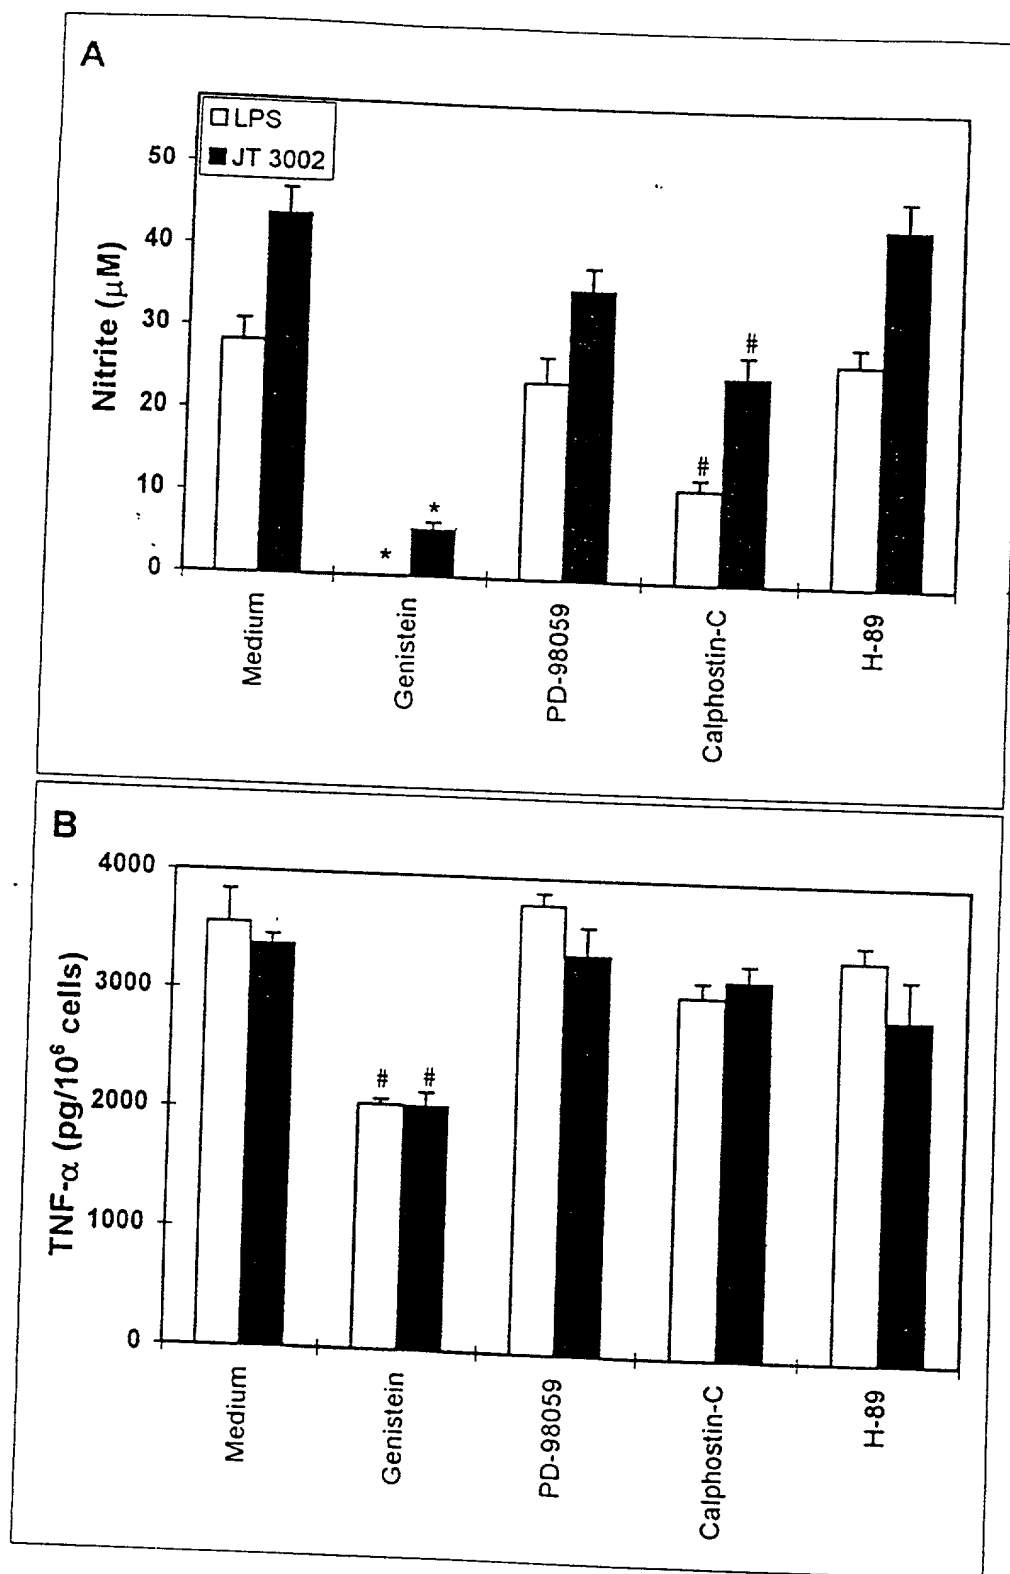 A
LPS
JT 3002
Nitrite (μM)
50
40
30
20
10
0
*
*
#
#
Medium
Genistein
PD-98059
Calphostin-C
H-89
B
TNF-α (pg/10⁶ cells)
4000
3000
2000
1000
0
#
#
Medium
Genistein
PD-98059
Calphostin-C
H-89